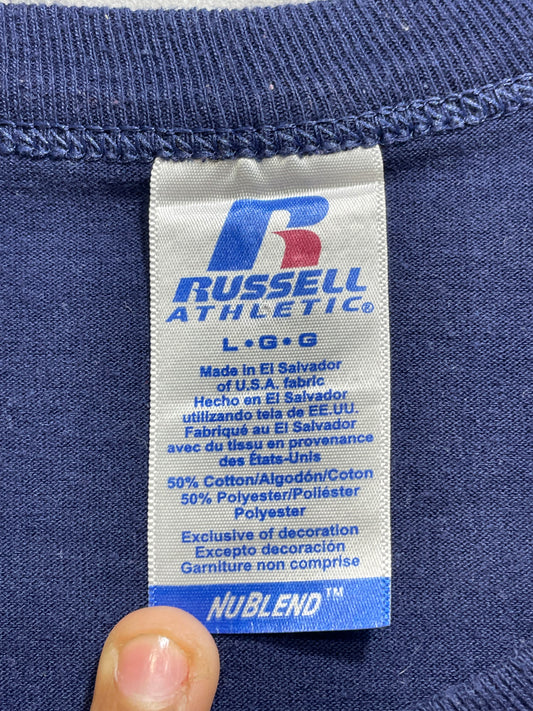 R
RUSSELL
ATHLETIC®
L • G • G
Made in El Salvador
of U.S.A. fabric
Hecho en El Salvador
utilizando tela de EE.UU.
Fabriqué au El Salvador
avec du tissu en provenance
des États-Unis
50% Cotton/Algodón/Coton
50% Polyester/Poliéster
Polyester
Exclusive of decoration
Excepto decoración
Garniture non comprise
NUBLEND™